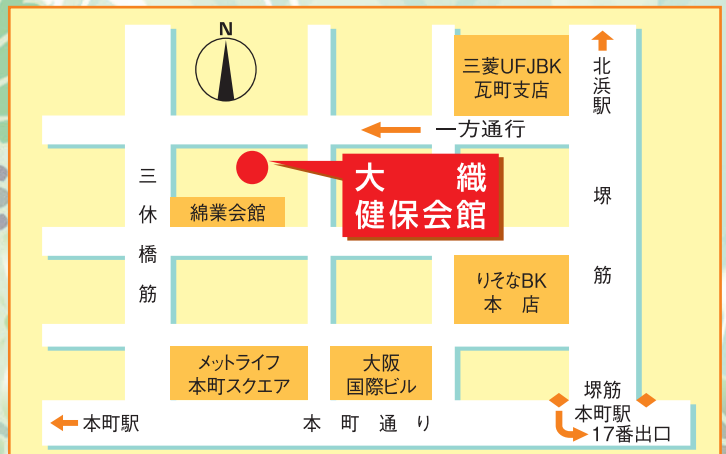 N
三菱UFJBK
瓦町支店
北浜駅
一方通行
大 織
健保会館
三休橋筋
綿業会館
堺筋
りそなBK
本 店
メットライフ
本町スクエア
大阪
国際ビル
堺筋
本町駅
17番出口
本町駅
本町通り